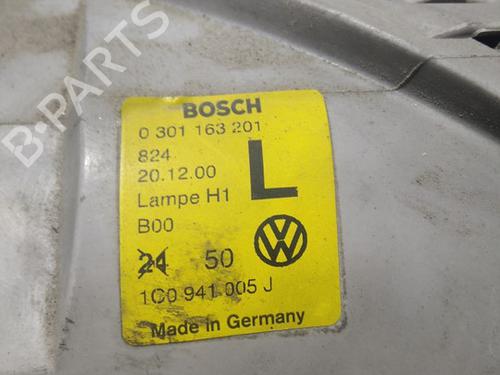 B-PARTS
BOSCH
0 301 163 201
824
20.12.00
L
Lampe H1
B00
24 50
1C0 941 005 J
Made in Germany